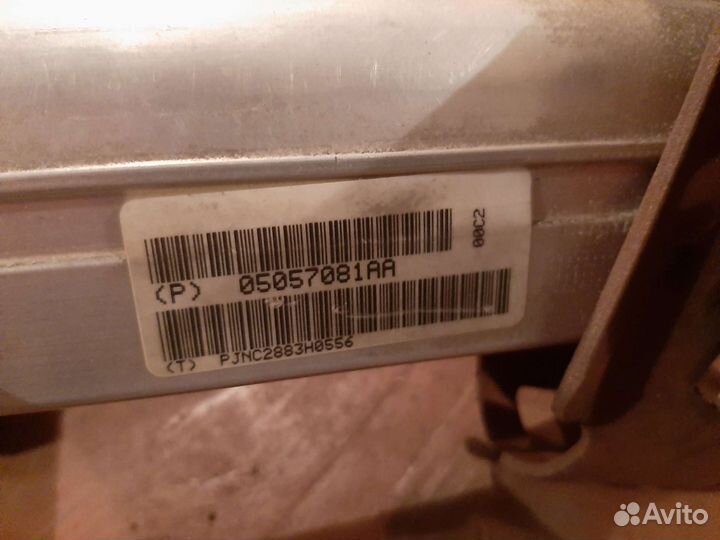 00C2
(P) 05057081AA
(T) PJNC2883H0556
Avito